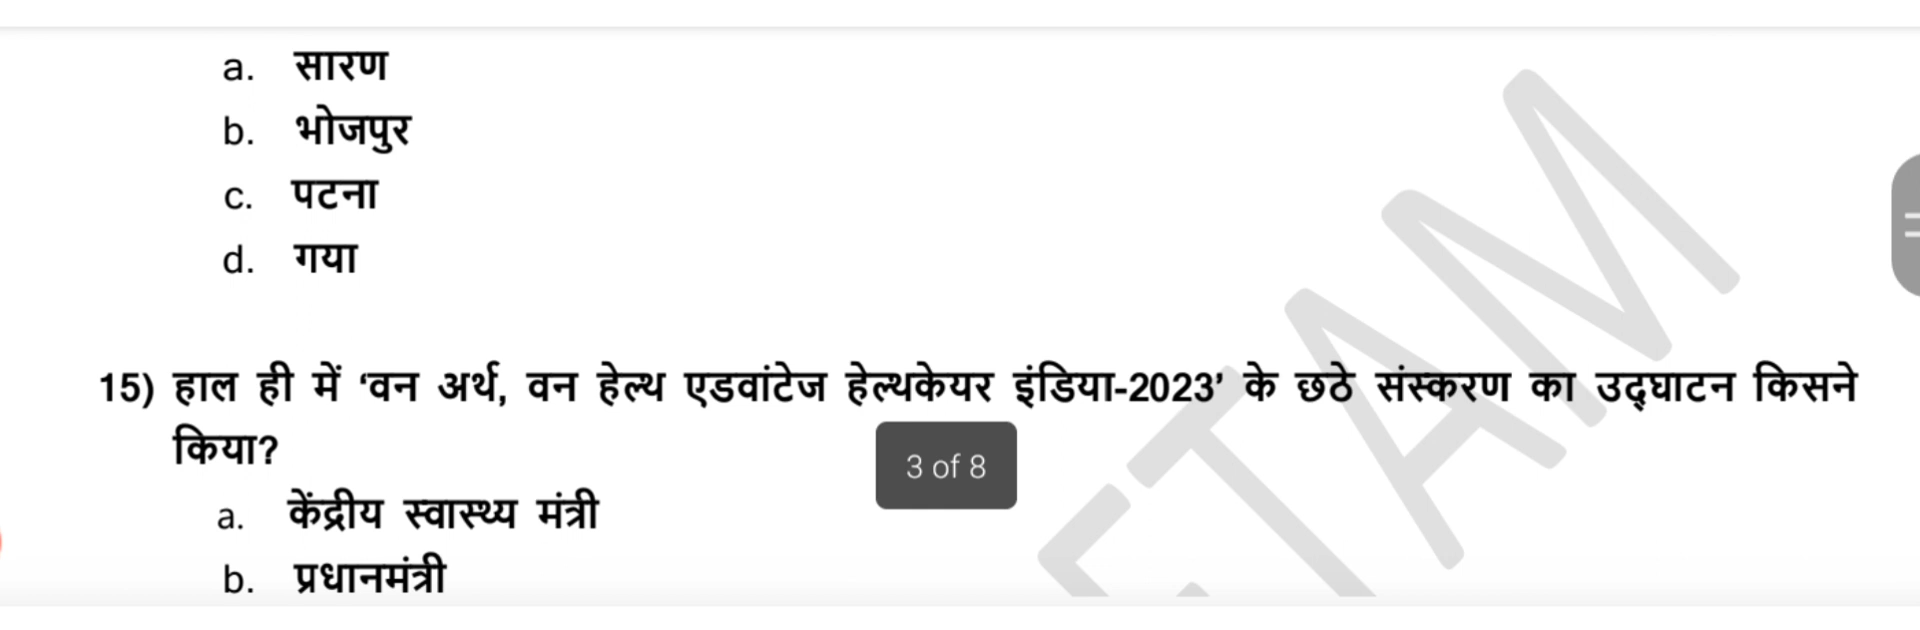 a. सारण
b. भोजपुर
c. पटना
d. गया
15) हाल ही में ‘वन अर्थ, वन हेल्थ एडवांटेज हेल्थकेयर इंडिया-2023’ के छठे संस्करण का उद्घाटन किसने
किया?
3 of 8
a. केंद्रीय स्वास्थ्य मंत्री
b. प्रधानमंत्री